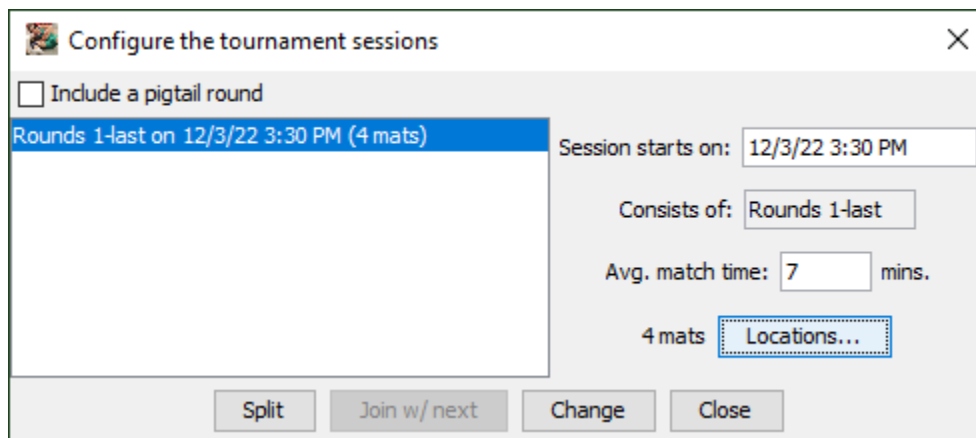 Configure the tournament sessions
Include a pigtail round
Rounds 1-last on 12/3/22 3:30 PM (4 mats)
Session starts on: 12/3/22 3:30 PM
Consists of: Rounds 1-last
Avg. match time: 7 mins.
4 mats Locations...
Split Join w/ next Change Close